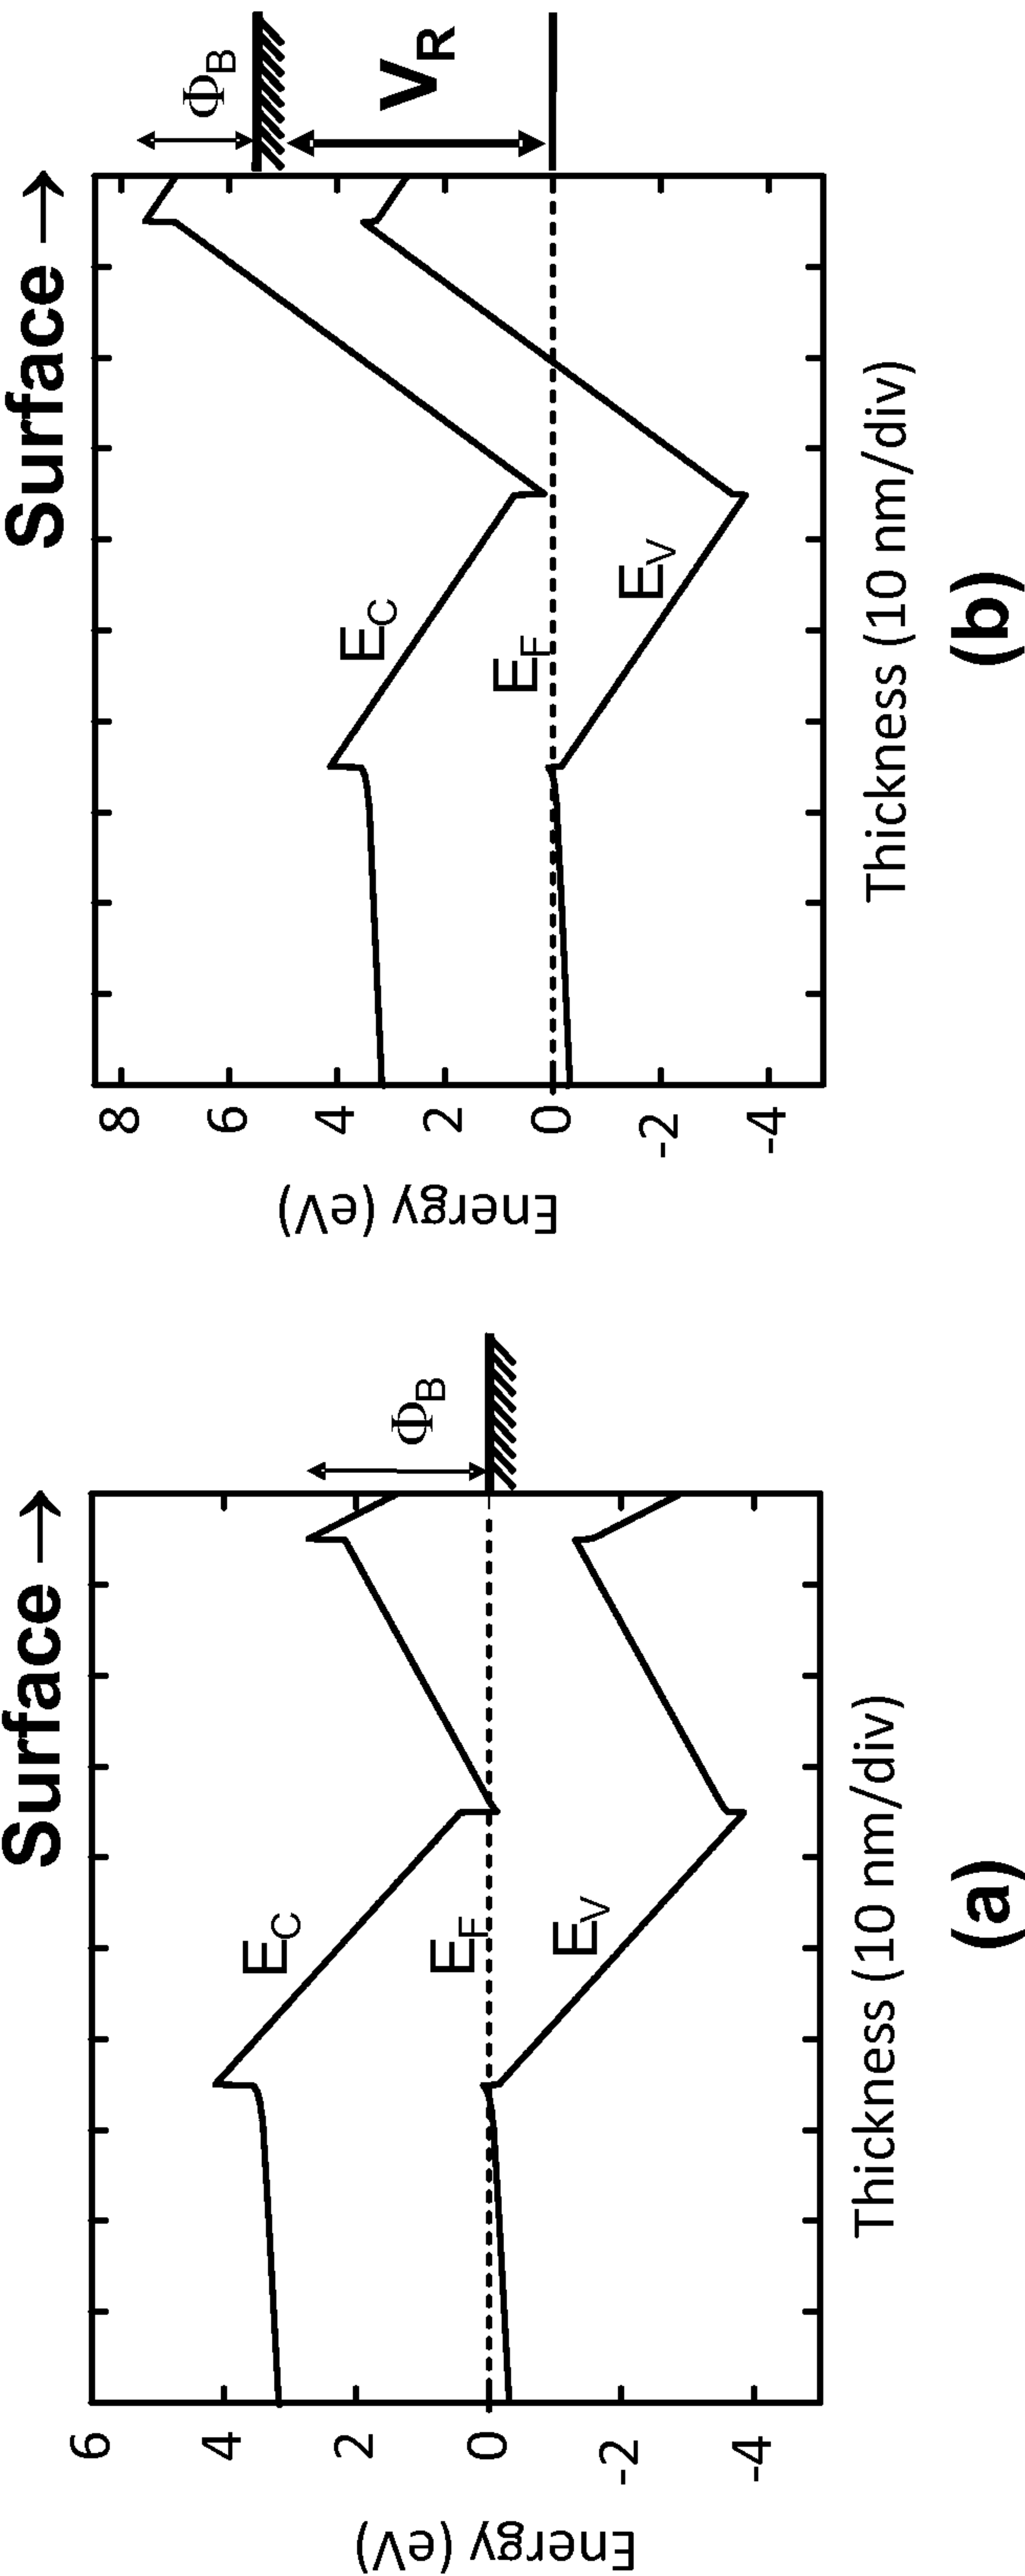 Surface →
Energy (eV)
6
4
2
0
-2
-4
E_C
E_F
E_V
Φ_B
Thickness (10 nm/div)
(a)
Surface →
Energy (eV)
8
6
4
2
0
-2
-4
E_C
E_F
E_V
Φ_B
V_R
Thickness (10 nm/div)
(b)